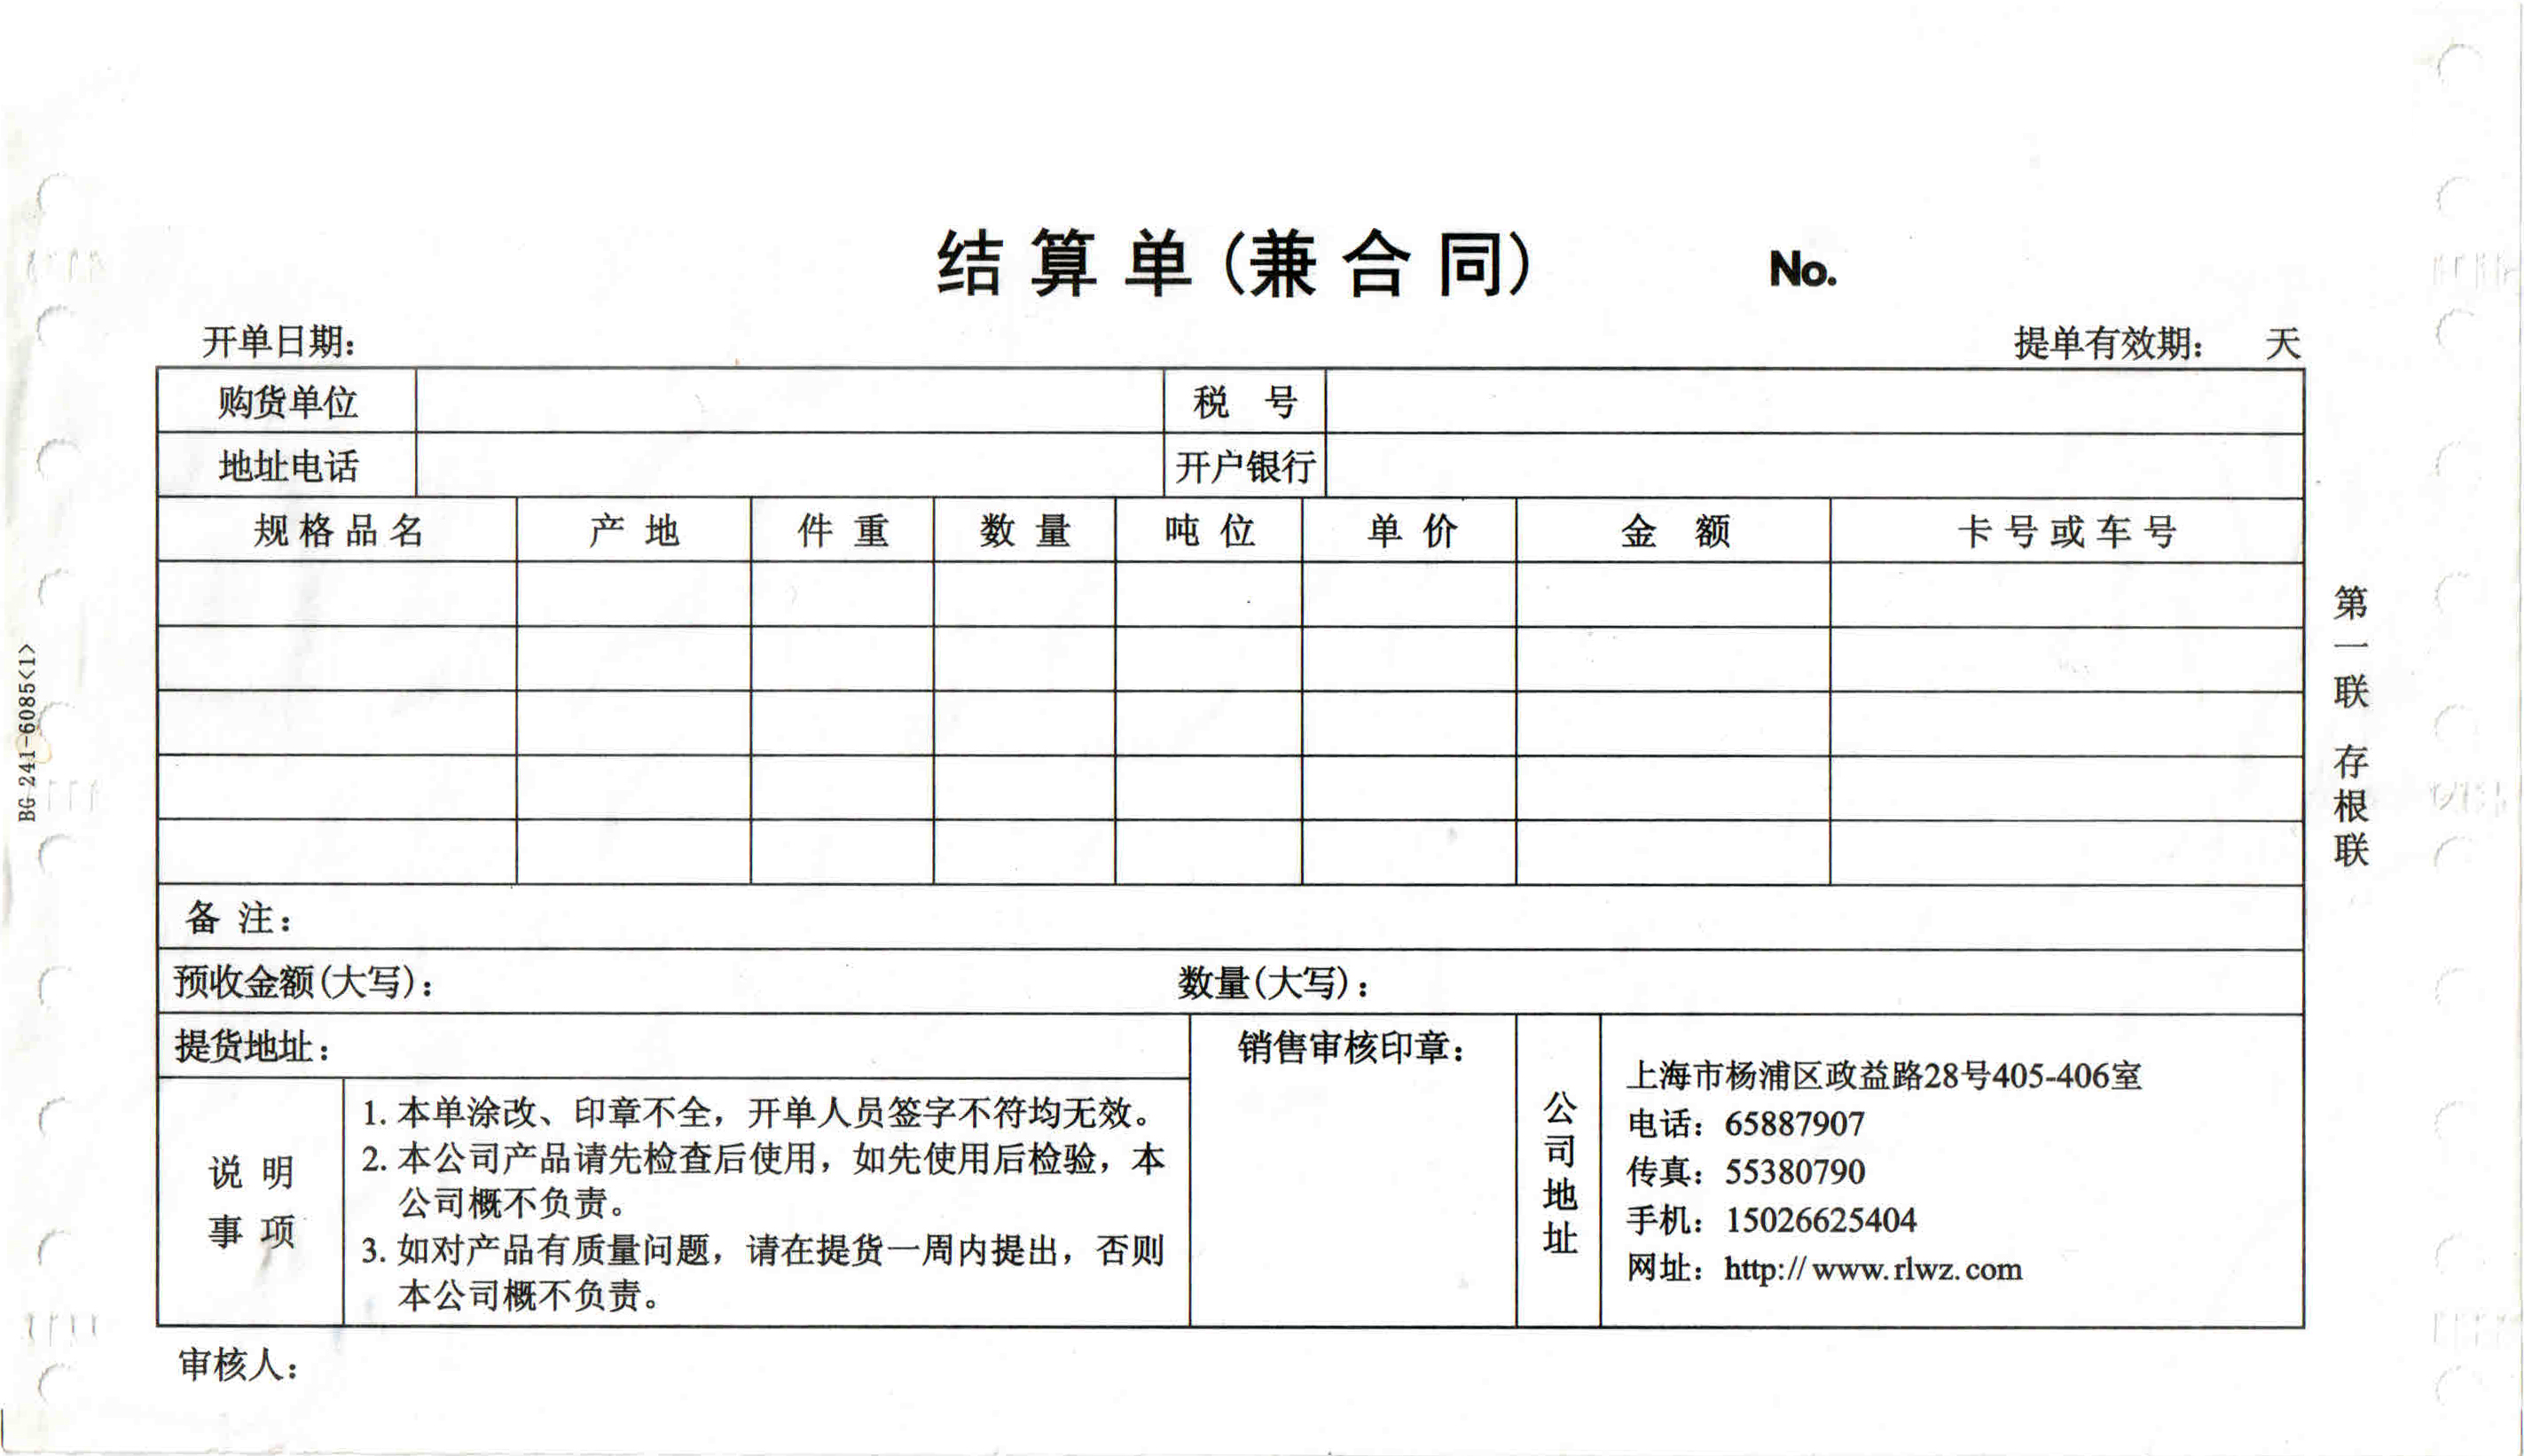 结算单(兼合同) No.
开单日期: 提单有效期: 天
购货单位 税 号
地址电话 开户银行
规格品名 产 地 件 重 数 量 吨 位 单 价 金 额 卡号或车号
备 注:
预收金额(大写): 数量(大写):
提货地址:
销售审核印章:
说 明
事 项
1. 本单涂改、印章不全，开单人员签字不符均无效。
2. 本公司产品请先检查后使用，如先使用后检验，本
公司概不负责。
3. 如对产品有质量问题，请在提货一周内提出，否则
本公司概不负责。
公司地址
上海市杨浦区政益路28号405-406室
电话: 65887907
传真: 55380790
手机: 15026625404
网址: http://www.rlwz.com
审核人:
第一联 存根联
BG 241-6085<1>